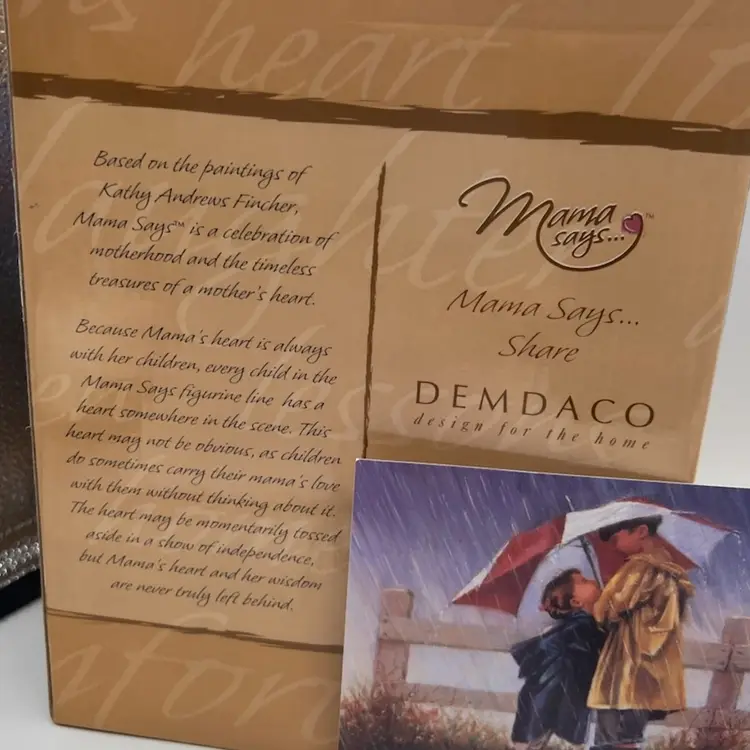 heart
Based on the paintings of
Kathy Andrews Fincher,
Mama Says℠ is a celebration of
motherhood and the timeless
treasures of a mother's heart.
Because Mama's heart is always
with her children, every child in the
Mama Says figurine line has a
heart somewhere in the scene. This
heart may not be obvious, as children
do sometimes carry their mama's love
with them without thinking about it.
The heart may be momentarily tossed
aside in a show of independence,
but Mama's heart and her wisdom
are never truly left behind.
Mama ™
says...
Mama Says...
Share
DEMDACO
design for the home